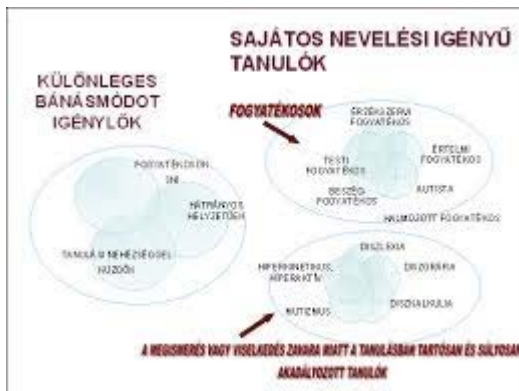 SAJÁTOS NEVELÉSI IGÉNYŰ
TANULÓK
KÜLÖNLEGES
BÁNÁSMÓDOT
IGÉNYLŐK
FOGYATÉKOSOK
ÉRZÉKSZERVI
FOGYATÉKOS
TESTI
FOGYATÉKOS
ÉRTELMI
FOGYATÉKOS
BESZÉD-
FOGYATÉKOS
AUTISTA
HALMOZOTT FOGYATÉKOS
FOGYATÉKOSOK
SNI
HÁTRÁNYOS
HELYZETŰEK
TANULÁSI NEHÉZSÉGGEL
KÜZDŐK
DISZLEXIA
HIPERKINETIKUS,
HIPERAKTÍV
DISZGRÁFIA
DISZKALKULIA
MUTIZMUS
A MEGISMERÉS VAGY VISELKEDÉS ZAVARA MIATT A TANULÁSBAN TARTÓSAN ÉS SÚLYOSAN
AKADÁLYOZOTT TANULÓK